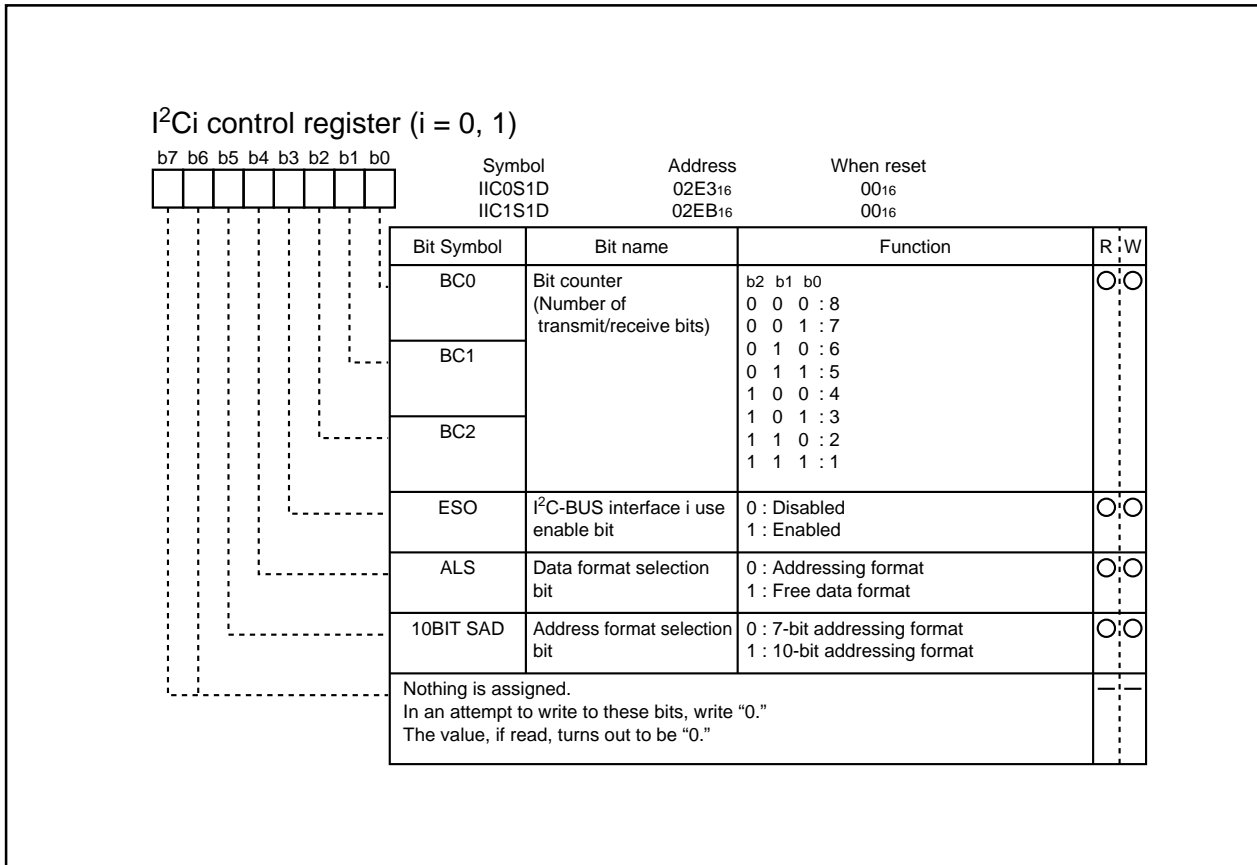 I²Ci control register (i = 0, 1)
b7 b6 b5 b4 b3 b2 b1 b0
Symbol Address When reset
IIC0S1D 02E3₁₆ 00₁₆
IIC1S1D 02EB₁₆ 00₁₆
Bit Symbol Bit name Function R W
BC0 Bit counter b2 b1 b0
(Number of 0 0 0 : 8
transmit/receive bits) 0 0 1 : 7
BC1 0 1 0 : 6
0 1 1 : 5
1 0 0 : 4
BC2 1 0 1 : 3
1 1 0 : 2
1 1 1 : 1
ESO I²C-BUS interface i use 0 : Disabled
enable bit 1 : Enabled
ALS Data format selection 0 : Addressing format
bit 1 : Free data format
10BIT SAD Address format selection 0 : 7-bit addressing format
bit 1 : 10-bit addressing format
Nothing is assigned.
In an attempt to write to these bits, write “0.”
The value, if read, turns out to be “0.”